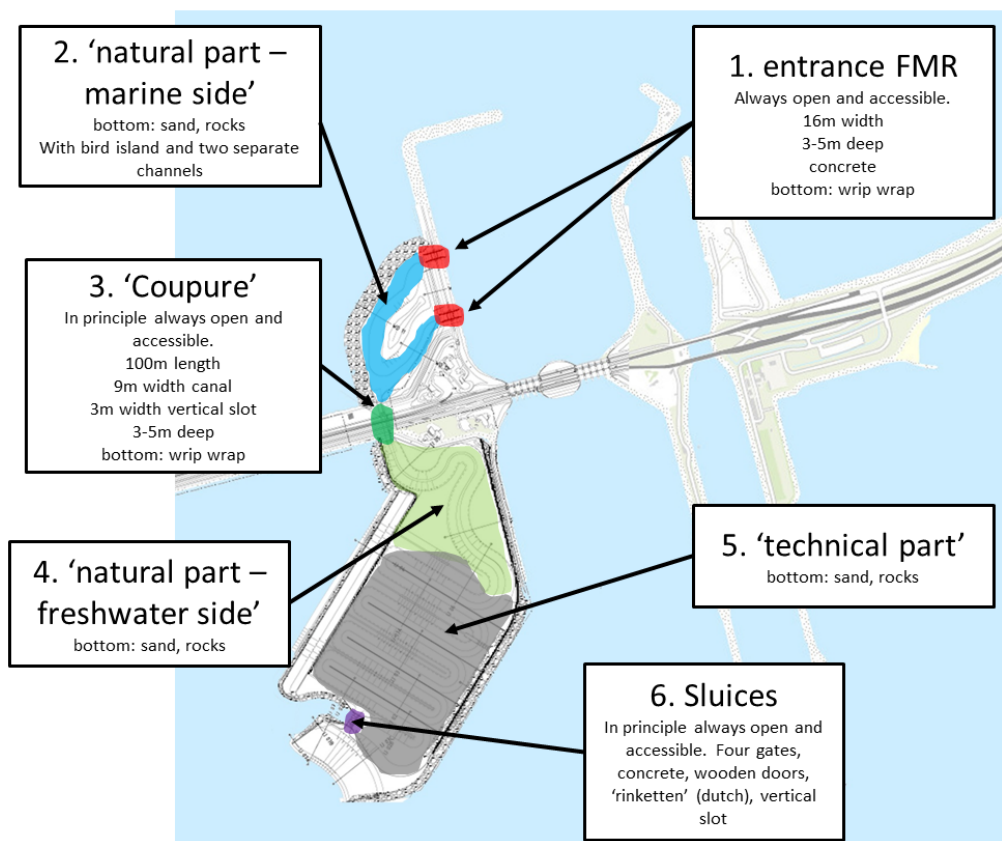 2. ‘natural part –
marine side’
bottom: sand, rocks
With bird island and two separate
channels
1. entrance FMR
Always open and accessible.
16m width
3-5m deep
concrete
bottom: wrip wrap
3. ‘Coupure’
In principle always open and
accessible.
100m length
9m width canal
3m width vertical slot
3-5m deep
bottom: wrip wrap
4. ‘natural part –
freshwater side’
bottom: sand, rocks
5. ‘technical part’
bottom: sand, rocks
6. Sluices
In principle always open and
accessible. Four gates,
concrete, wooden doors,
‘rinketten’ (dutch), vertical
slot